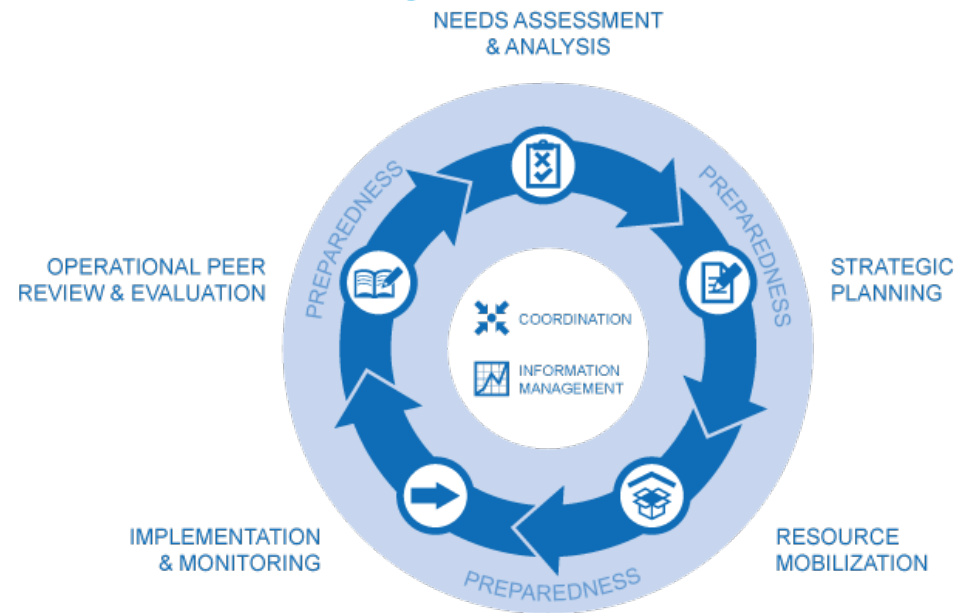 NEEDS ASSESSMENT
& ANALYSIS
PREPAREDNESS
PREPAREDNESS
OPERATIONAL PEER
REVIEW & EVALUATION
STRATEGIC
PLANNING
COORDINATION
INFORMATION
MANAGEMENT
IMPLEMENTATION
& MONITORING
RESOURCE
MOBILIZATION
PREPAREDNESS